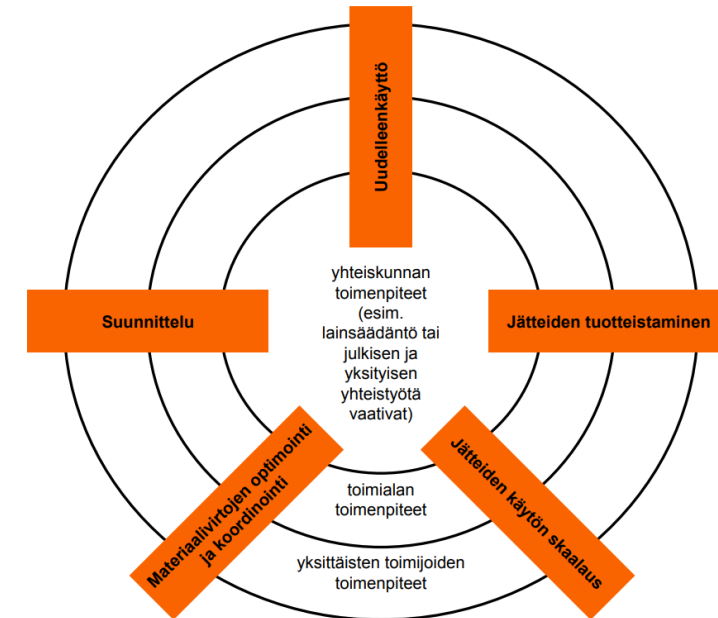 Uudelleenkäyttö
yhteiskunnan
toimenpiteet
(esim.
lainsäädäntö tai
julkisen ja
yksityisen
yhteistyötä
vaativat)
Suunnittelu
Jätteiden tuotteistaminen
Materiaalivirtojen optimointi
ja koordinointi
Jätteiden käytön skaalaus
toimialan
toimenpiteet
yksittäisten toimijoiden
toimenpiteet